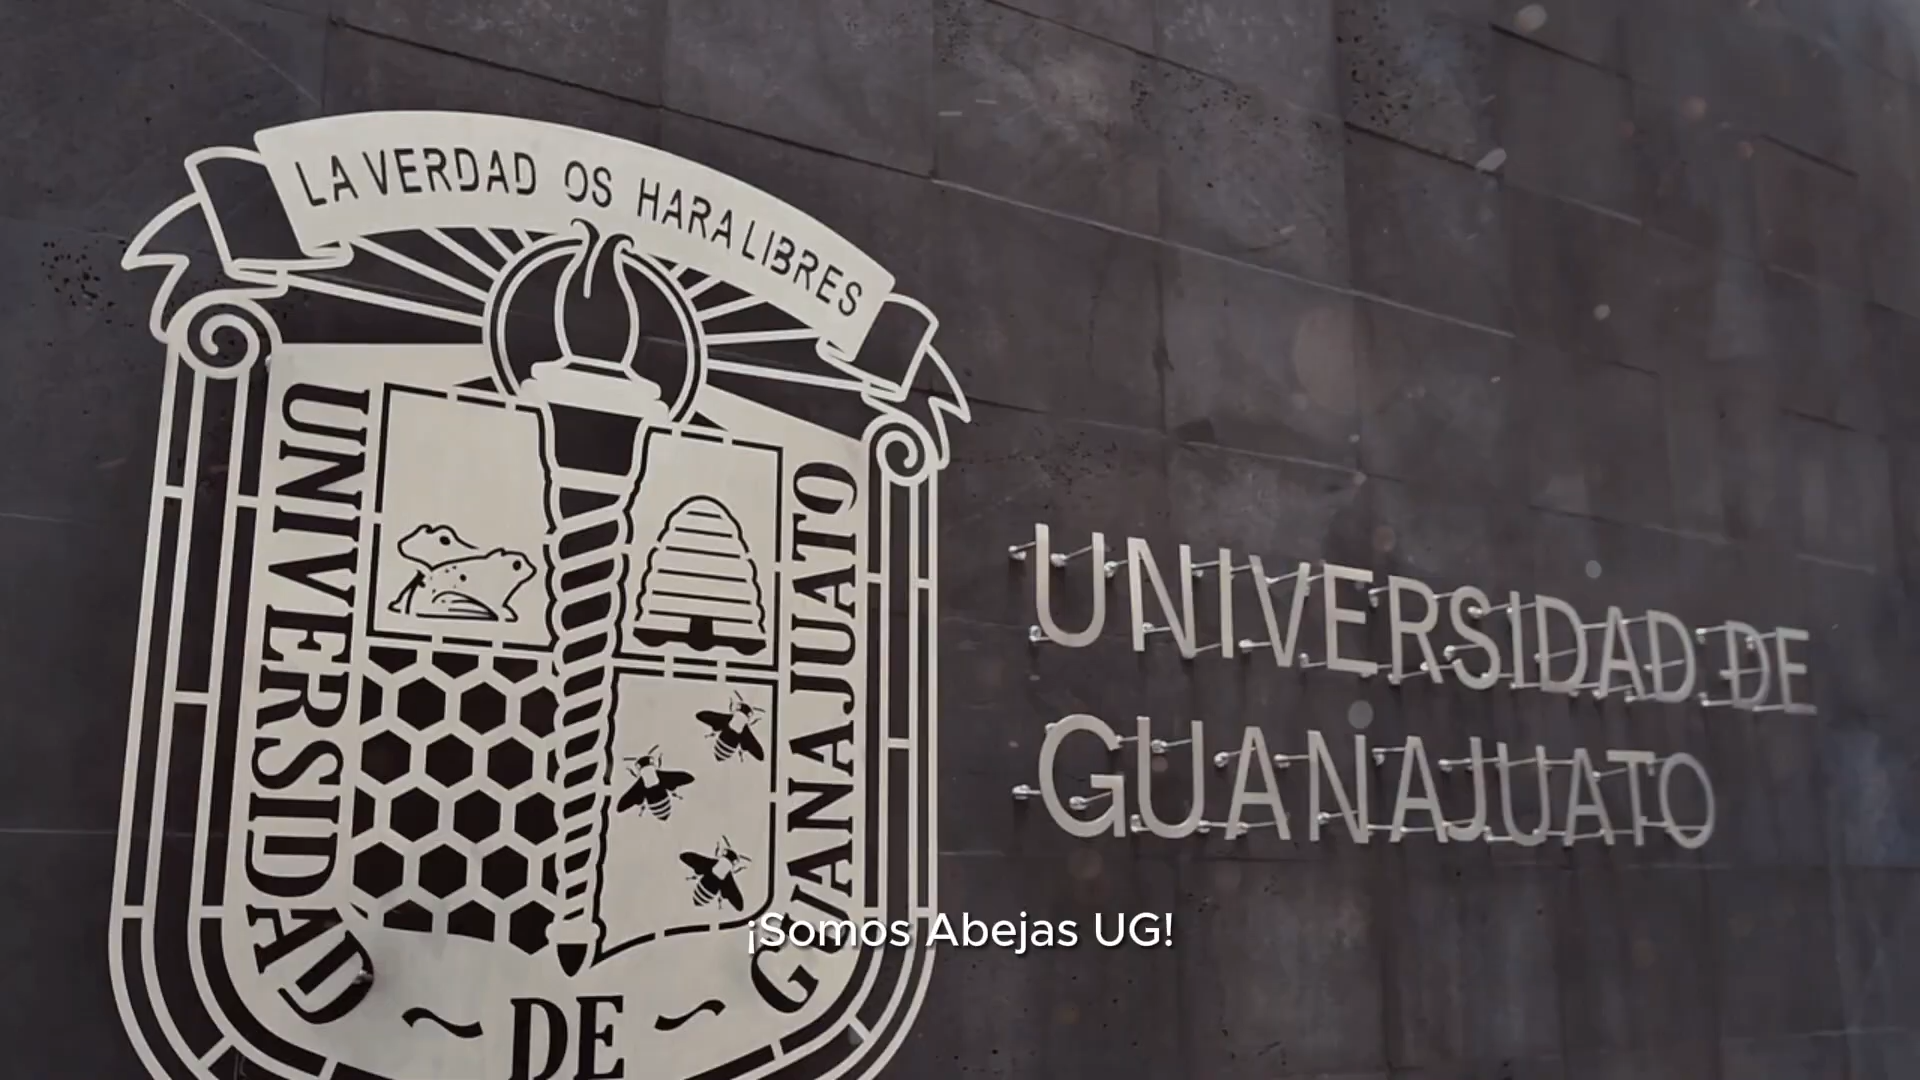 LA VERDAD OS HARA LIBRES
UNIVERSIDAD
DE
GUANAJUATO
UNIVERSIDAD DE
GUANAJUATO
¡Somos Abejas UG!